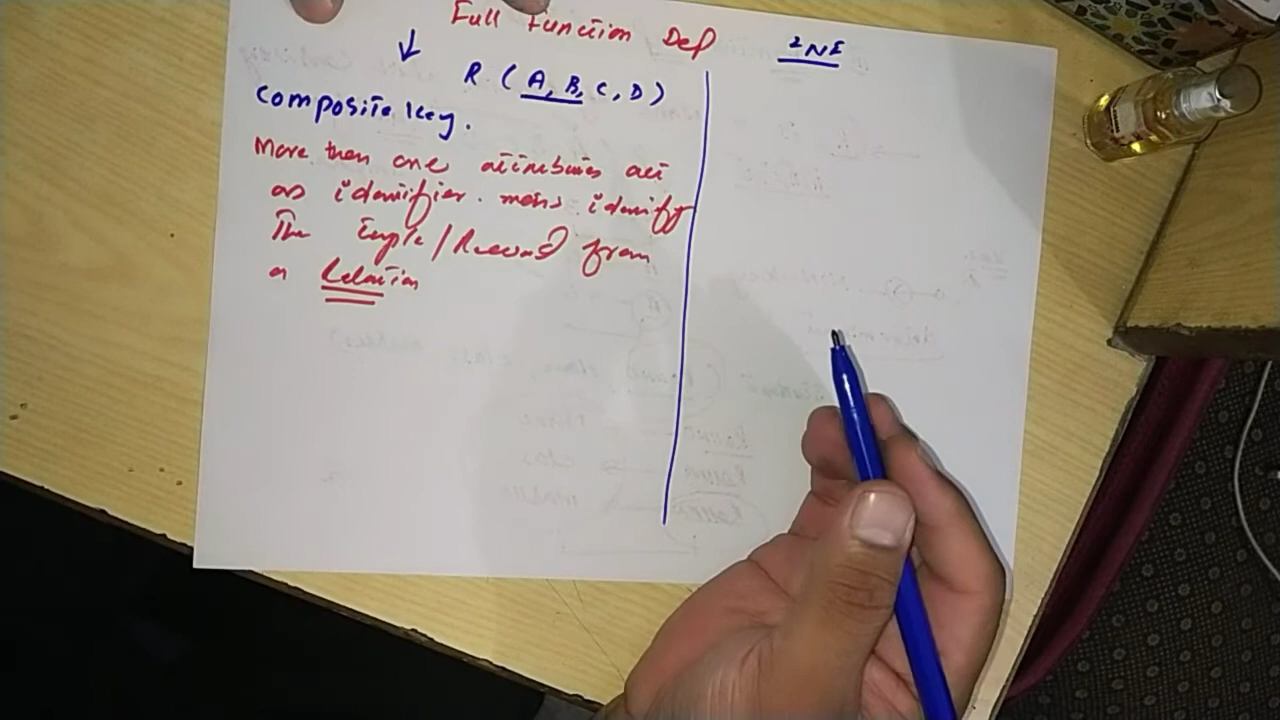 Full Function Dep
2NF
R (A, B, C, D)
Composite Key.
More then one attributes act
as identifier. means identify
The Tuple/Record from
a Relation